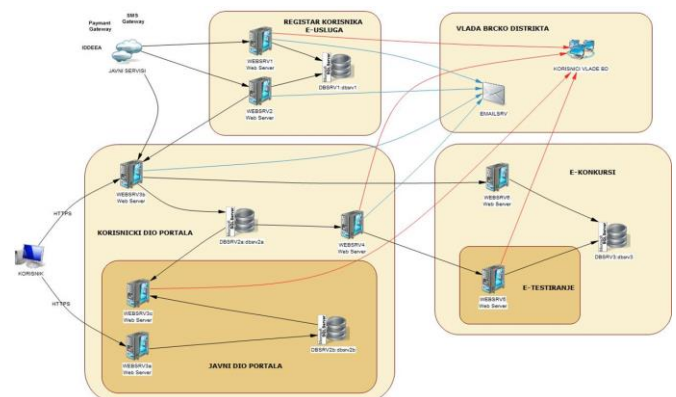 Paymant
Gateway
SMS
Gateway
IDDEEA
JAVNI SERVISI
REGISTAR KORISNIKA
E-USLUGA
WEBSRV1
Web Server
DBSRV1:dbsrv1
WEBSRV2
Web Server
VLADA BRCKO DISTRIKTA
KORISNICI VLADE BD
EMAILSRV
WEBSRV3b
Web Server
HTTPS
KORISNIK
HTTPS
KORISNICKI DIO PORTALA
DBSRV2a:dbsrv2a
WEBSRV4
Web Server
WEBSRV3c
Web Server
WEBSRV3a
Web Server
DBSRV2b:dbsrv2b
JAVNI DIO PORTALA
E-KONKURSI
Web Server
DBSRV3:dbsrv3
E-TESTIRANJE
Web Server